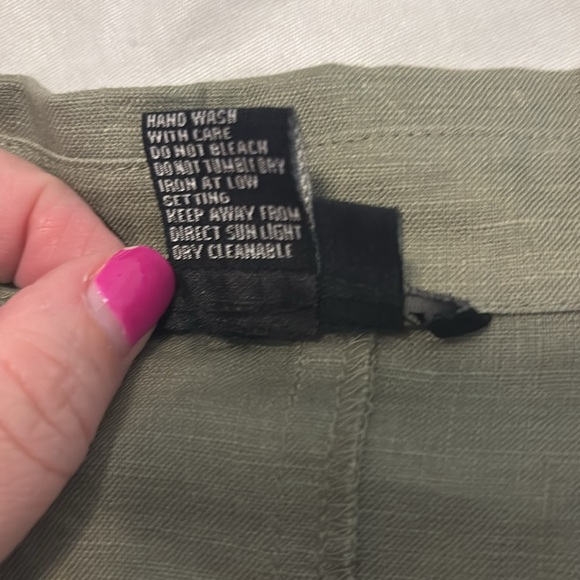 HAND WASH
WITH CARE
DO NOT BLEACH
DO NOT TUMBLE DRY
IRON AT LOW
SETTING
KEEP AWAY FROM
DIRECT SUN LIGHT
DRY CLEANABLE